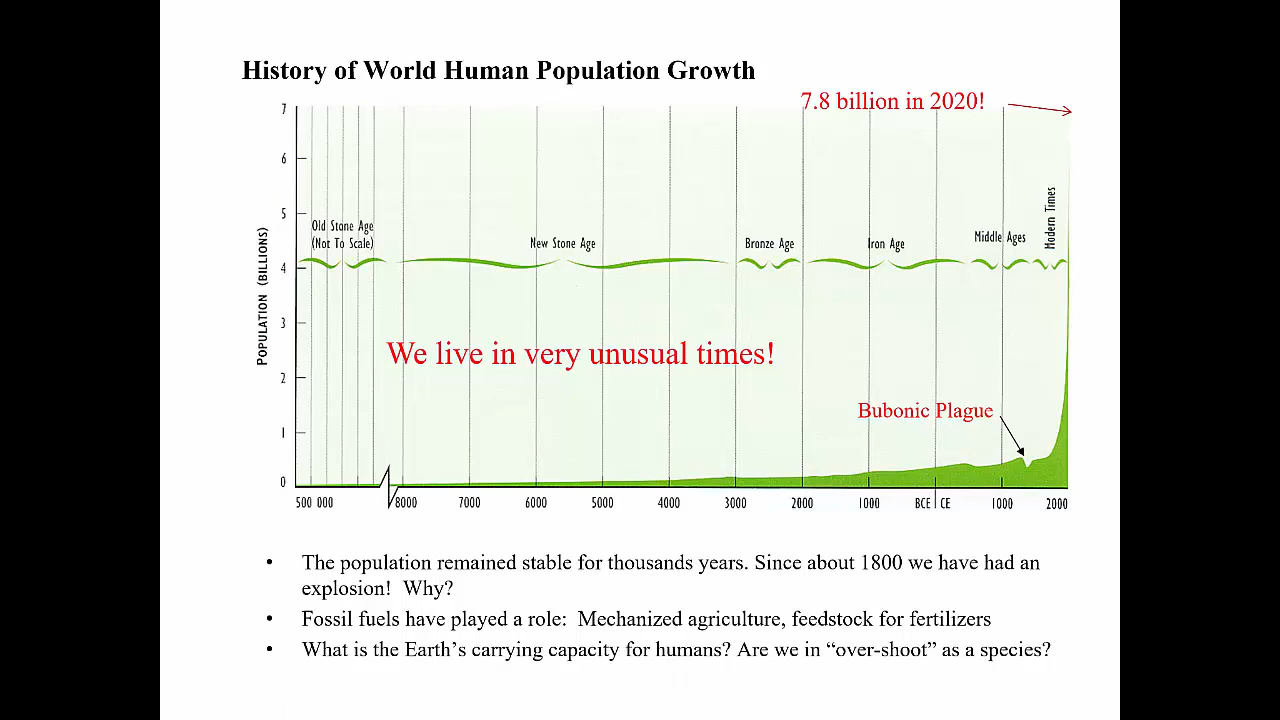 History of World Human Population Growth
7.8 billion in 2020!
7
6
5
4
3
2
1
0
POPULATION (BILLIONS)
Old Stone Age
(Not To Scale)
New Stone Age
Bronze Age
Iron Age
Middle Ages
Modern Times
We live in very unusual times!
Bubonic Plague
500 000 8000 7000 6000 5000 4000 3000 2000 1000 BCE CE 1000 2000
• The population remained stable for thousands years. Since about 1800 we have had an
explosion! Why?
• Fossil fuels have played a role: Mechanized agriculture, feedstock for fertilizers
• What is the Earth's carrying capacity for humans? Are we in “over-shoot” as a species?